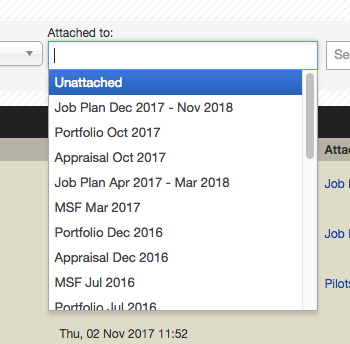 Attached to:
Se
Unattached
Job Plan Dec 2017 - Nov 2018
Portfolio Oct 2017
Appraisal Oct 2017
Atta
Job Plan Apr 2017 - Mar 2018
Job
MSF Mar 2017
Portfolio Dec 2016
Job
Appraisal Dec 2016
MSF Jul 2016
Pilots
Portfolio Jul 2016
Thu, 02 Nov 2017 11:52